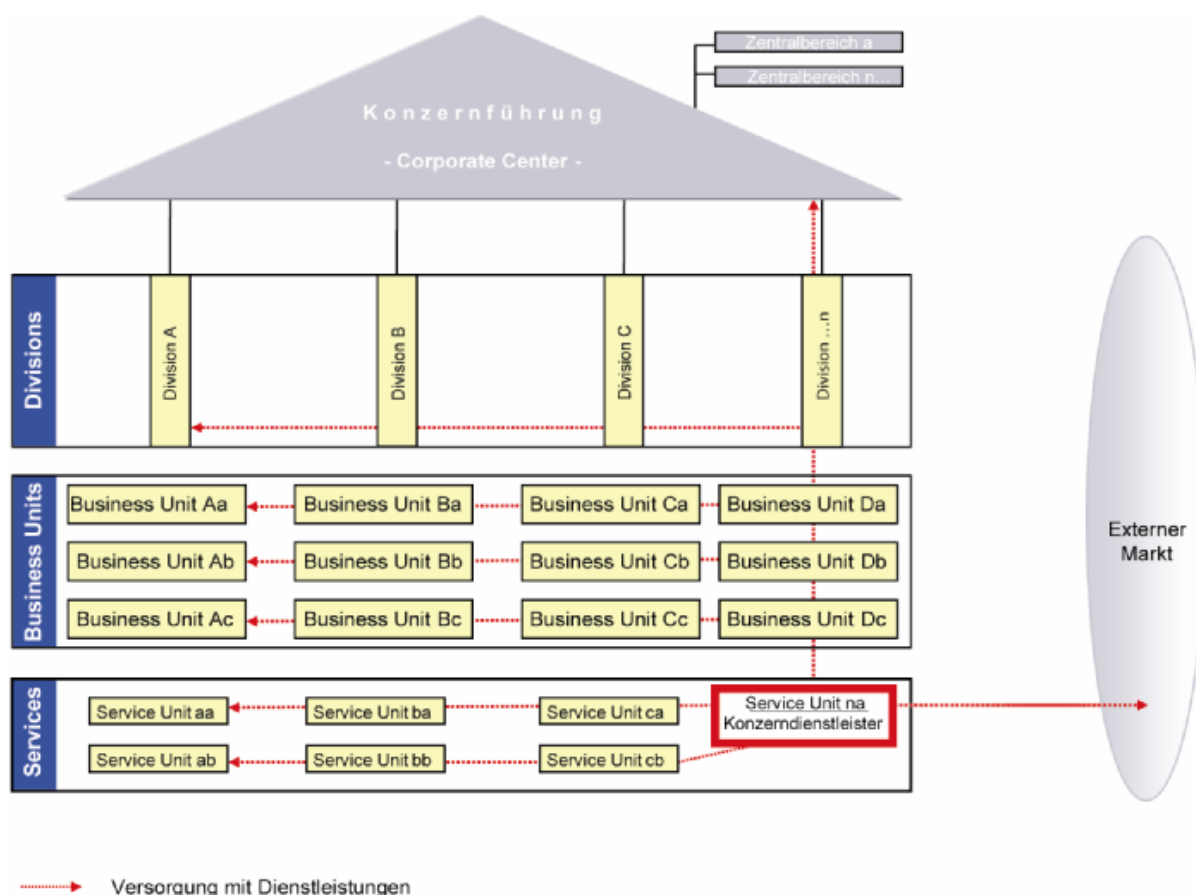 Zentralbereich a
Zentralbereich n...
Konzernführung
- Corporate Center -
Divisions
Division A
Division B
Division C
Division ...n
Business Units
Business Unit Aa
Business Unit Ba
Business Unit Ca
Business Unit Da
Business Unit Ab
Business Unit Bb
Business Unit Cb
Business Unit Db
Business Unit Ac
Business Unit Bc
Business Unit Cc
Business Unit Dc
Externer
Markt
Services
Service Unit aa
Service Unit ba
Service Unit ca
Service Unit na
Konzerndienstleister
Service Unit ab
Service Unit bb
Service Unit cb
Versorgung mit Dienstleistungen